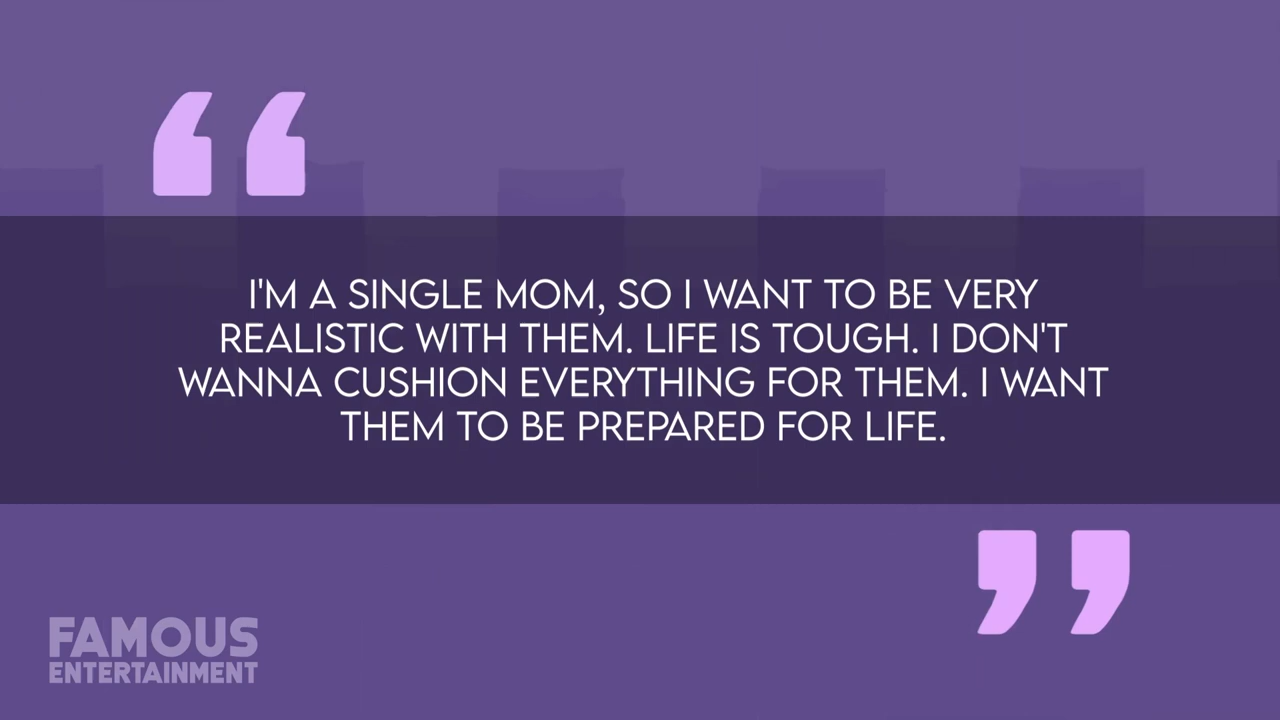 I'M A SINGLE MOM, SO I WANT TO BE VERY
REALISTIC WITH THEM. LIFE IS TOUGH. I DON'T
WANNA CUSHION EVERYTHING FOR THEM. I WANT
THEM TO BE PREPARED FOR LIFE.
FAMOUS
ENTERTAINMENT